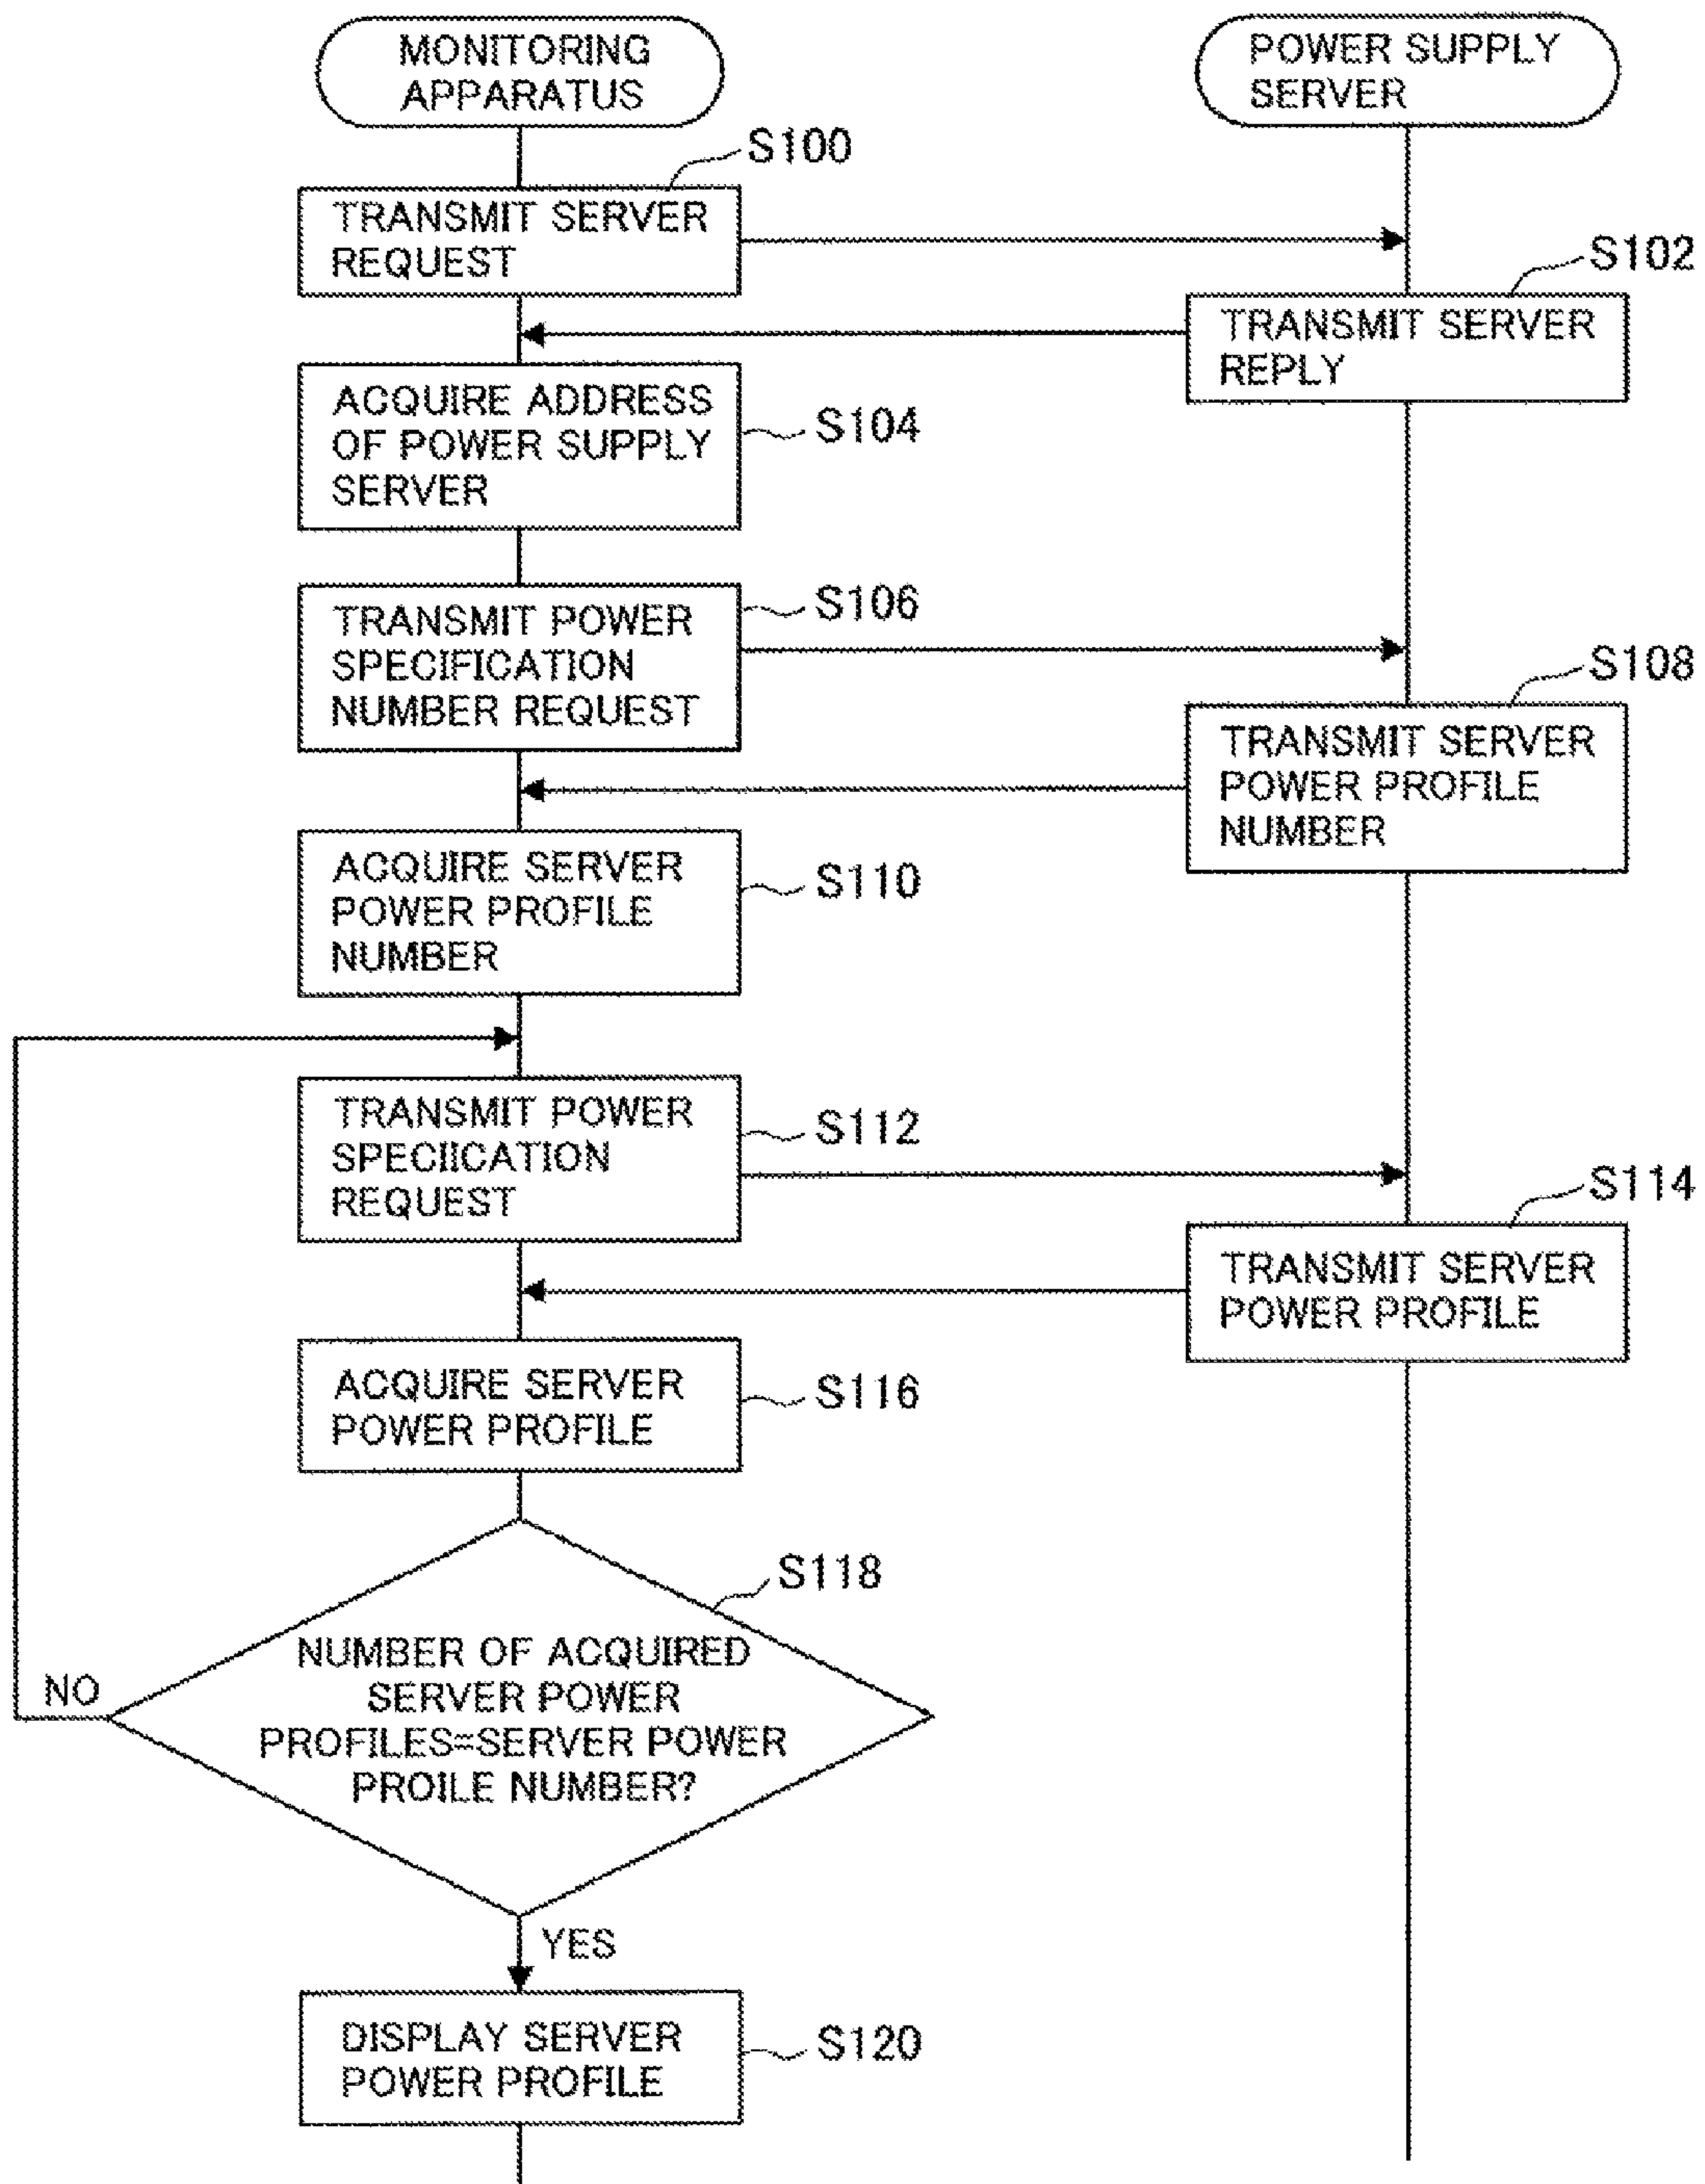 MONITORING
APPARATUS
POWER SUPPLY
SERVER
S100
TRANSMIT SERVER
REQUEST
S102
TRANSMIT SERVER
REPLY
ACQUIRE ADDRESS
OF POWER SUPPLY
SERVER
S104
TRANSMIT POWER
SPECIFICATION
NUMBER REQUEST
S106
S108
TRANSMIT SERVER
POWER PROFILE
NUMBER
ACQUIRE SERVER
POWER PROFILE
NUMBER
S110
TRANSMIT POWER
SPECIICATION
REQUEST
S112
S114
TRANSMIT SERVER
POWER PROFILE
ACQUIRE SERVER
POWER PROFILE
S116
S118
NUMBER OF ACQUIRED
SERVER POWER
PROFILES=SERVER POWER
PROILE NUMBER?
NO
YES
DISPLAY SERVER
POWER PROFILE
S120